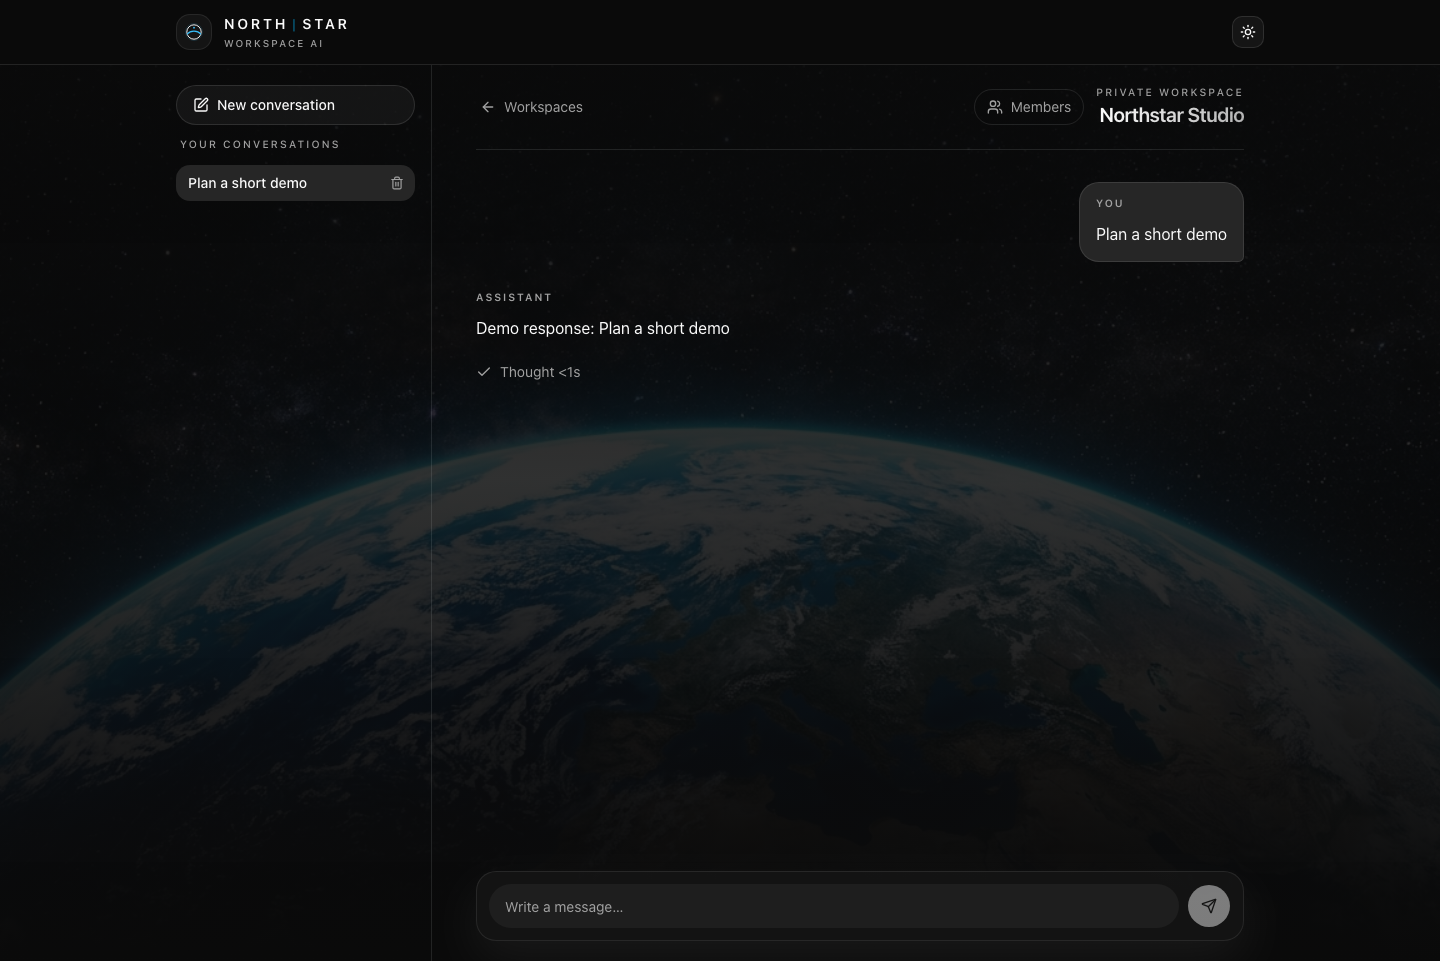 NORTH | STAR
WORKSPACE AI
New conversation
YOUR CONVERSATIONS
Plan a short demo
Workspaces
Members
PRIVATE WORKSPACE
Northstar Studio
YOU
Plan a short demo
ASSISTANT
Demo response: Plan a short demo
Thought <1s
Write a message...